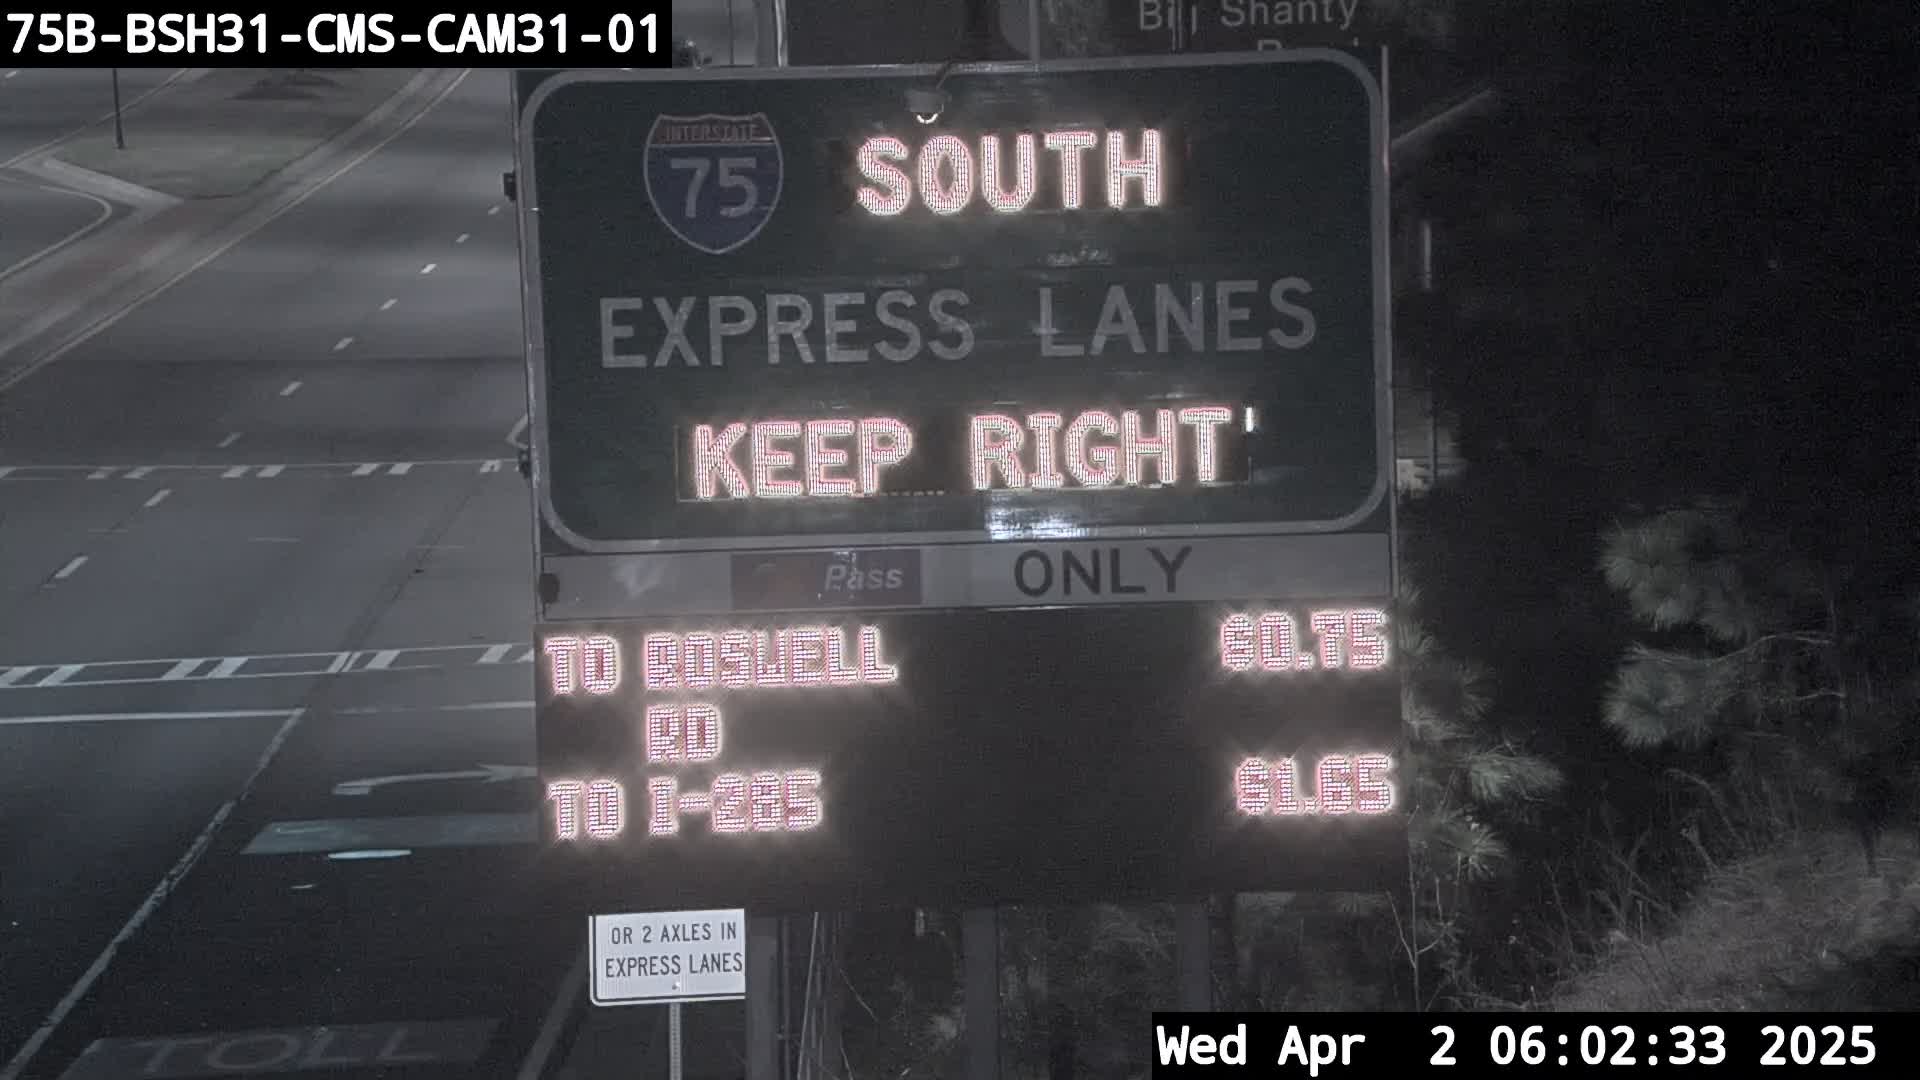 75B-BSH31-CMS-CAM31-01
Bill Shanty
INTERSTATE
75
SOUTH
EXPRESS LANES
KEEP RIGHT
Pass
ONLY
TO ROSWELL $0.75
RD
TO I-285 $1.65
OR 2 AXLES IN
EXPRESS LANES
TOLL
Wed Apr 2 06:02:33 2025